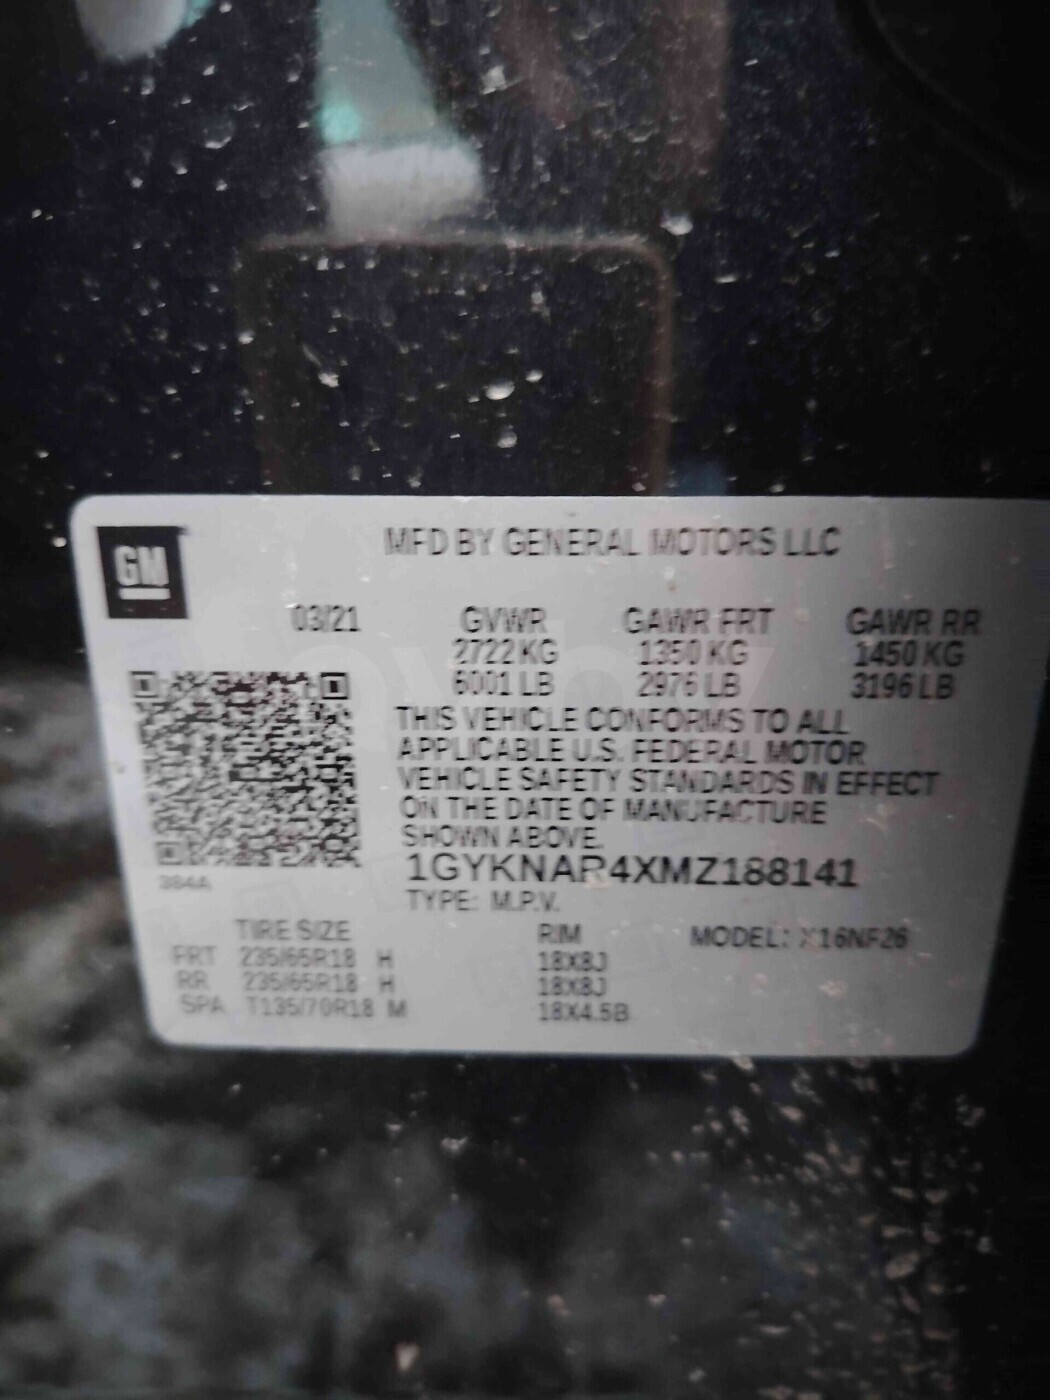 GM
MFD BY GENERAL MOTORS LLC
03/21 GVWR GAWR FRT GAWR RR
2722 KG 1350 KG 1450 KG
6001 LB 2976 LB 3196 LB
THIS VEHICLE CONFORMS TO ALL
APPLICABLE U.S. FEDERAL MOTOR
VEHICLE SAFETY STANDARDS IN EFFECT
ON THE DATE OF MANUFACTURE
SHOWN ABOVE.
1GYKNAR4XMZ188141
384A
TYPE: M.P.V.
TIRE SIZE RIM MODEL:
FRT 235/65R18 H 18X8J
RR 235/65R18 H 18X8J
SPA T135/70R18 M 18X4.5B